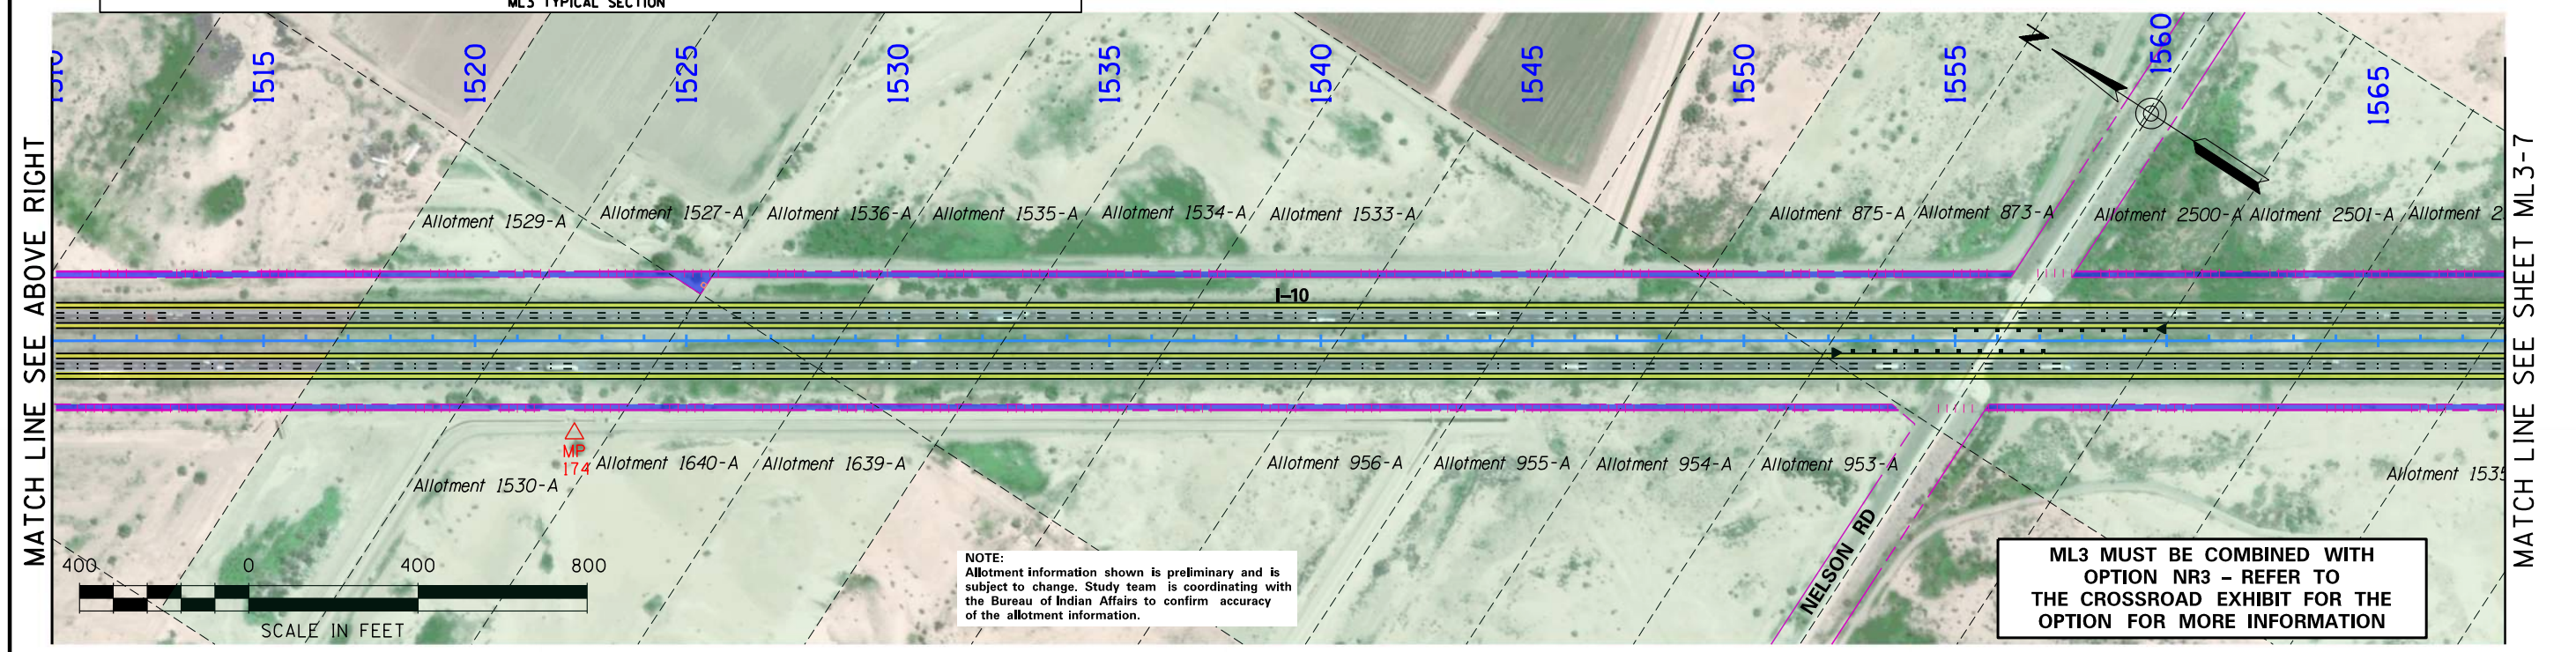 ML3 TYPICAL SECTION
1510
1515
1520
1525
1530
1535
1540
1545
1550
1555
1560
1565
N
MATCH LINE SEE ABOVE RIGHT
Allotment 1529-A
Allotment 1527-A
Allotment 1536-A
Allotment 1535-A
Allotment 1534-A
Allotment 1533-A
Allotment 875-A
Allotment 873-A
Allotment 2500-A
Allotment 2501-A
Allotment 2
I-10
MP
174
Allotment 1530-A
Allotment 1640-A
Allotment 1639-A
Allotment 956-A
Allotment 955-A
Allotment 954-A
Allotment 953-A
Allotment 1535
NELSON RD
400 0 400 800
SCALE IN FEET
NOTE:
Allotment information shown is preliminary and is
subject to change. Study team is coordinating with
the Bureau of Indian Affairs to confirm accuracy
of the allotment information.
ML3 MUST BE COMBINED WITH
OPTION NR3 – REFER TO
THE CROSSROAD EXHIBIT FOR THE
OPTION FOR MORE INFORMATION
MATCH LINE SEE SHEET ML3-7